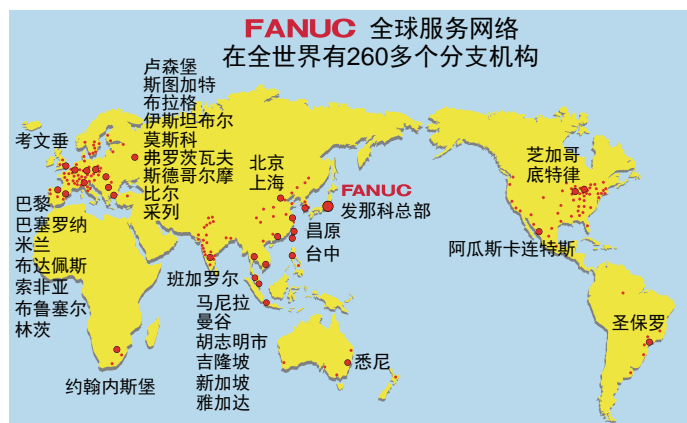 FANUC 全球服务网络
在全世界有260多个分支机构
卢森堡
斯图加特
布拉格
伊斯坦布尔
莫斯科
弗罗茨瓦夫
斯德哥尔摩
比尔
采列
考文垂
巴黎
巴塞罗纳
米兰
布达佩斯
索非亚
布鲁塞尔
林茨
约翰内斯堡
北京
上海
FANUC
发那科总部
昌原
台中
班加罗尔
马尼拉
曼谷
胡志明市
吉隆坡
新加坡
雅加达
悉尼
芝加哥
底特律
阿瓜斯卡连特斯
圣保罗